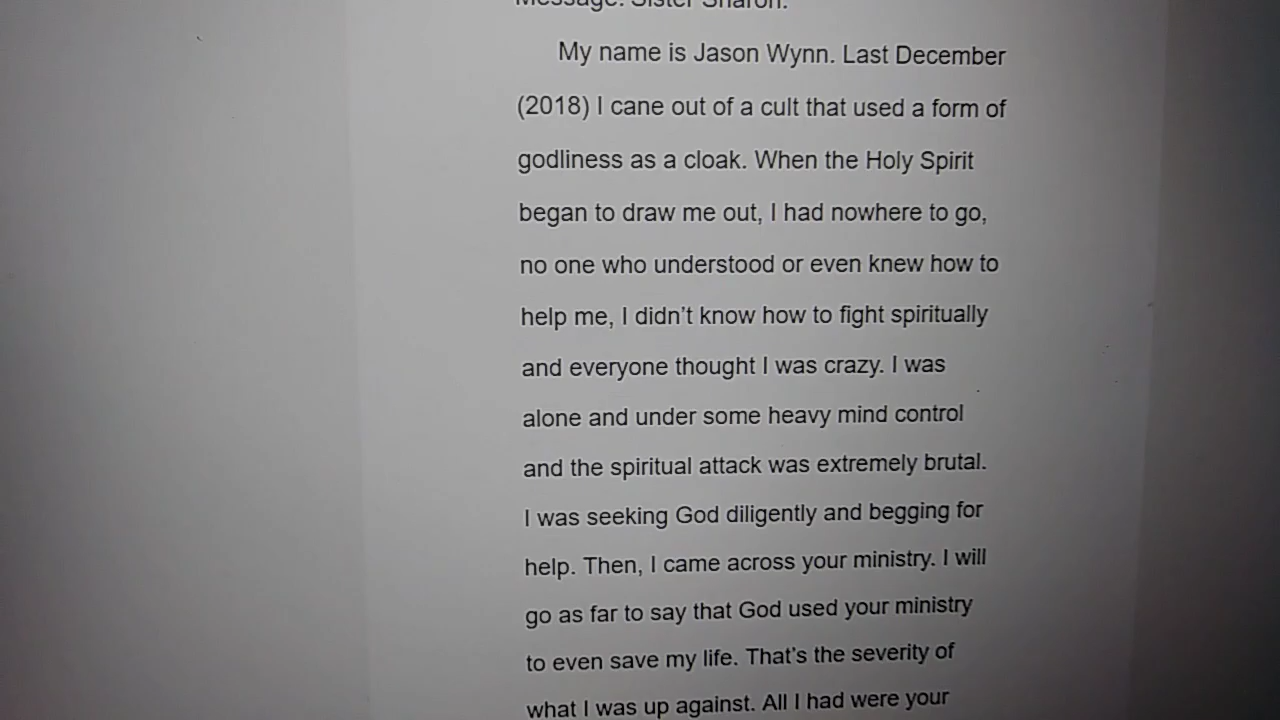 Message: Sister Sharon.
My name is Jason Wynn. Last December
(2018) I cane out of a cult that used a form of
godliness as a cloak. When the Holy Spirit
began to draw me out, I had nowhere to go,
no one who understood or even knew how to
help me, I didn’t know how to fight spiritually
and everyone thought I was crazy. I was
alone and under some heavy mind control
and the spiritual attack was extremely brutal.
I was seeking God diligently and begging for
help. Then, I came across your ministry. I will
go as far to say that God used your ministry
to even save my life. That’s the severity of
what I was up against. All I had were your